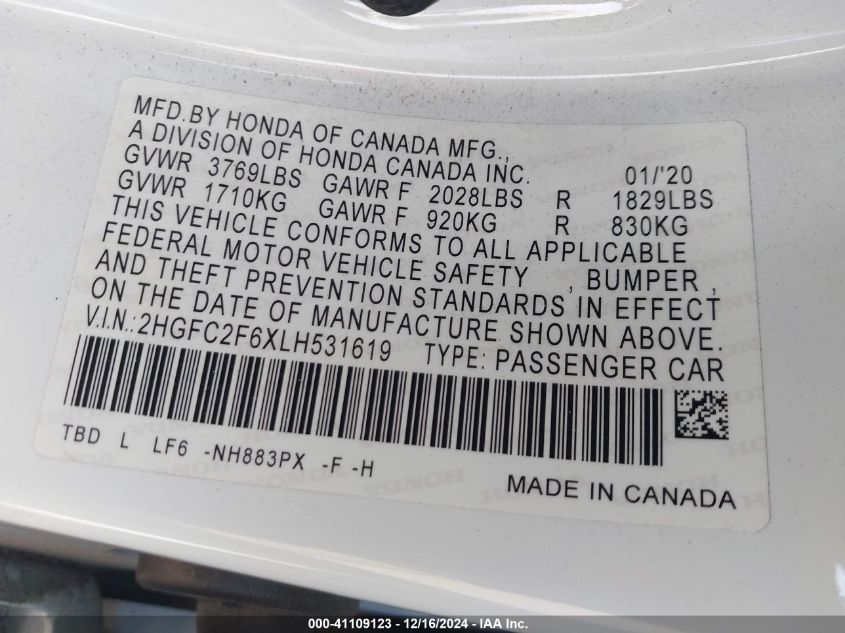 MFD.BY HONDA OF CANADA MFG.,
A DIVISION OF HONDA CANADA INC. 01/'20
GVWR 3769LBS GAWR F 2028LBS R 1829LBS
GVWR 1710KG GAWR F 920KG R 830KG
THIS VEHICLE CONFORMS TO ALL APPLICABLE
FEDERAL MOTOR VEHICLE SAFETY , BUMPER ,
AND THEFT PREVENTION STANDARDS IN EFFECT
ON THE DATE OF MANUFACTURE SHOWN ABOVE.
V.I.N.: 2HGFC2F6XLH531619 TYPE: PASSENGER CAR
TBD L LF6 -NH883PX -F -H
MADE IN CANADA
000-41109123 - 12/16/2024 - IAA Inc.